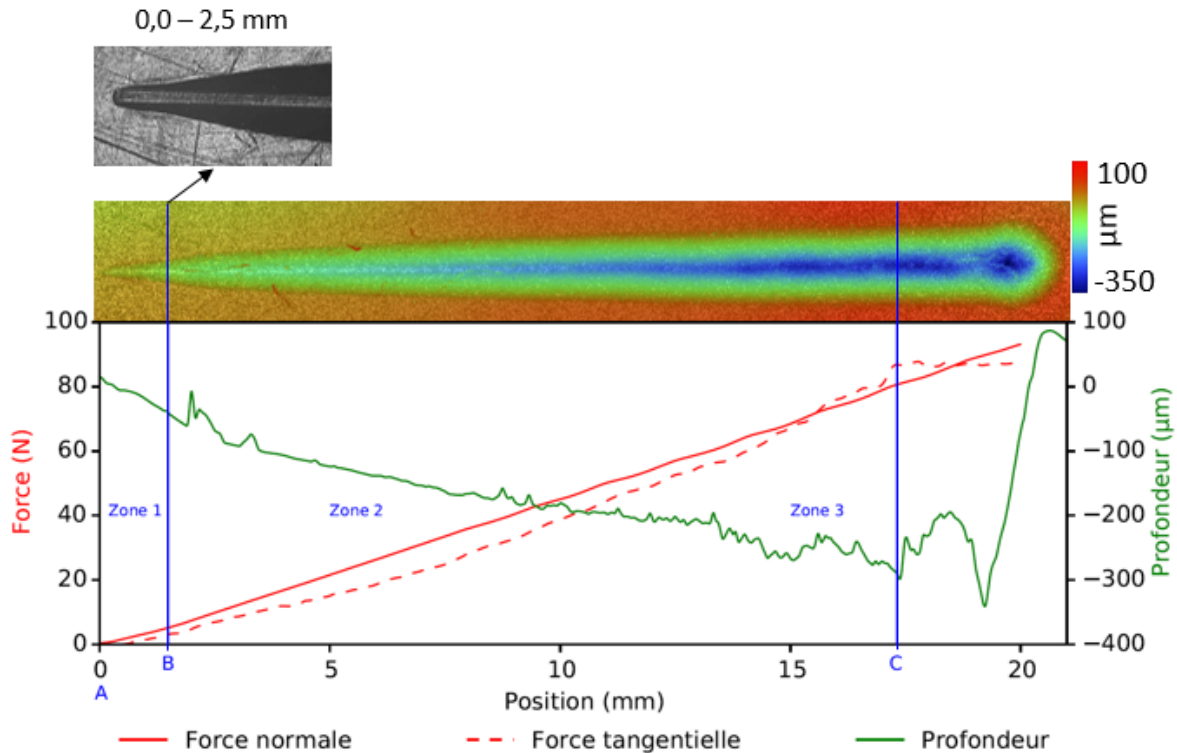 0,0 – 2,5 mm
100
µm
-350
100
80
60
40
20
0
Force (N)
100
0
−100
−200
−300
−400
Profondeur (µm)
Zone 1
Zone 2
Zone 3
0
5
10
15
20
A
B
C
Position (mm)
Force normale
Force tangentielle
Profondeur